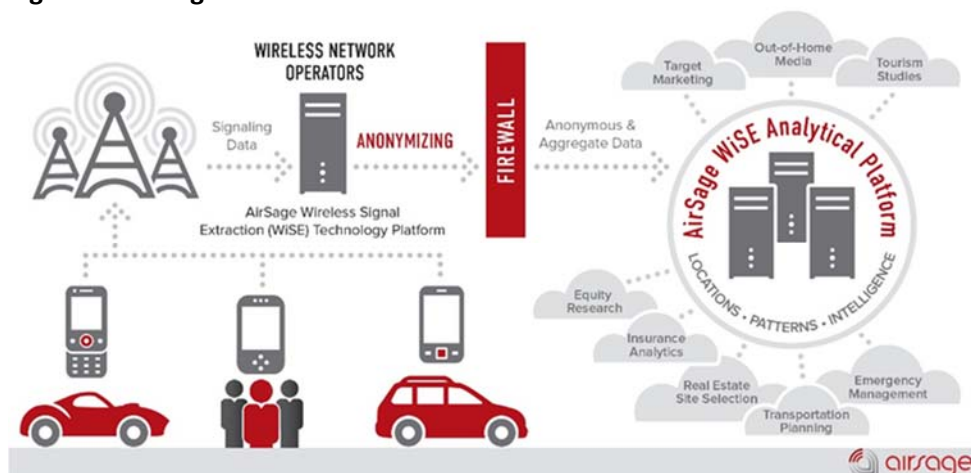 WIRELESS NETWORK
OPERATORS
Signaling
Data
ANONYMIZING
FIREWALL
Anonymous &
Aggregate Data
AirSage Wireless Signal
Extraction (WiSE) Technology Platform
Target
Marketing
Out-of-Home
Media
Tourism
Studies
AirSage WiSE Analytical Platform
LOCATIONS • PATTERNS • INTELLIGENCE
Equity
Research
Insurance
Analytics
Real Estate
Site Selection
Transportation
Planning
Emergency
Management
airsage